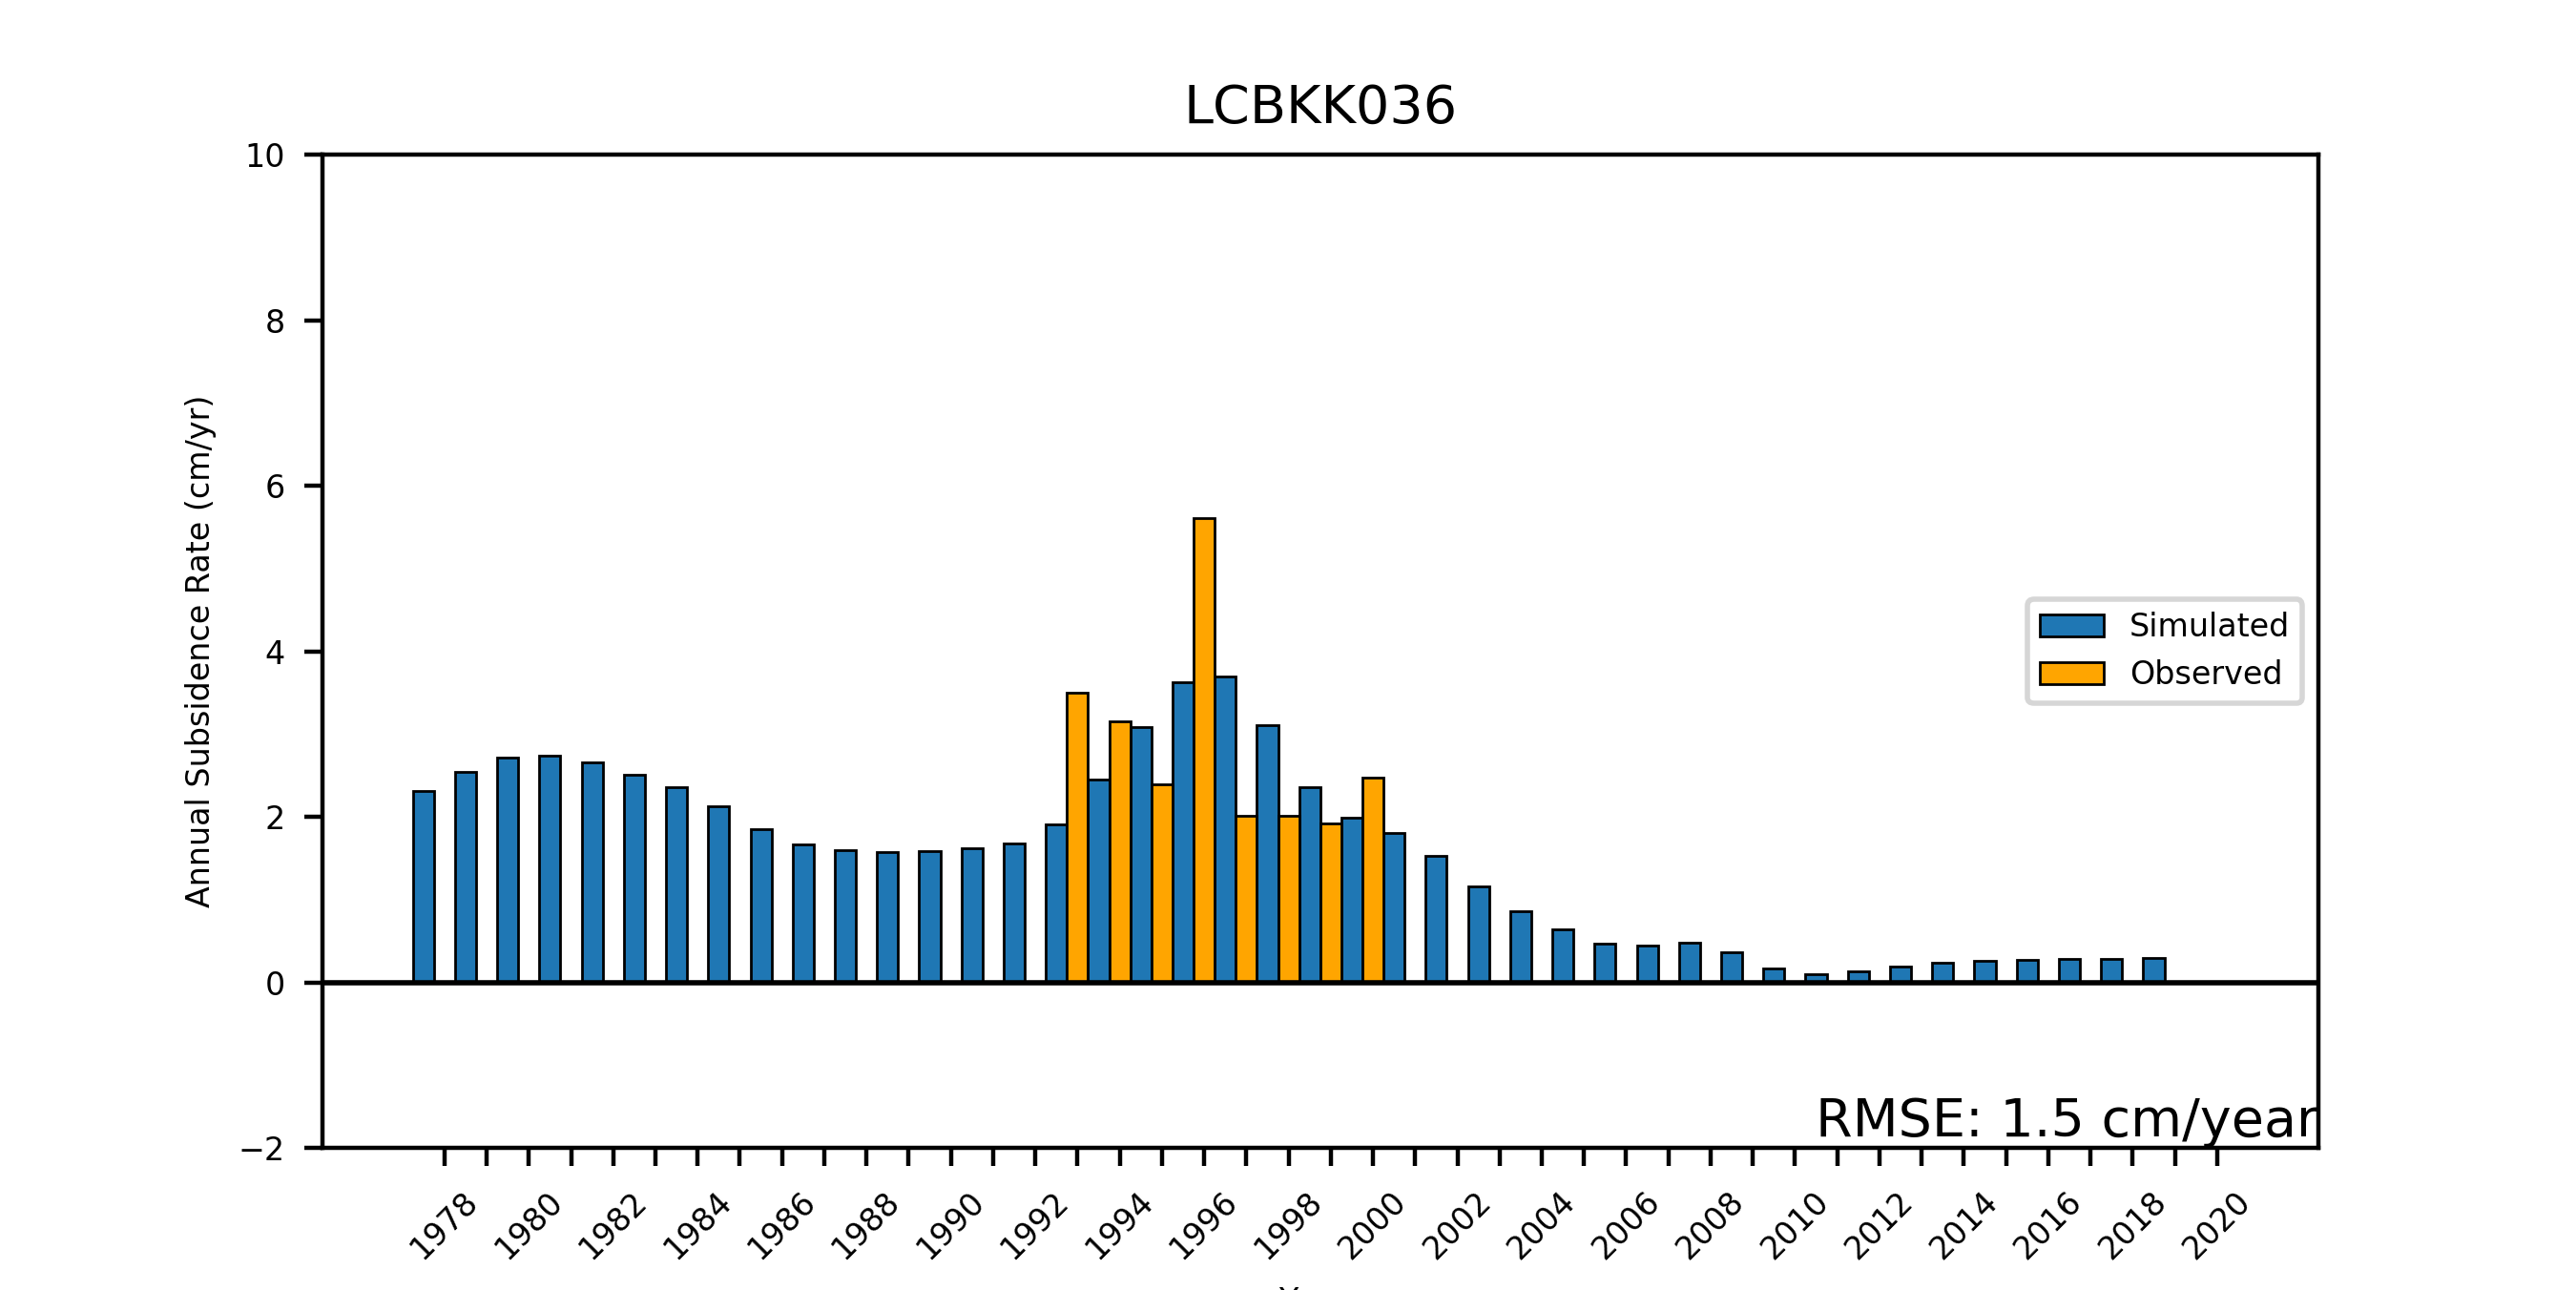 LCBKK036
10
8
6
4
2
0
−2
Annual Subsidence Rate (cm/yr)
Simulated
Observed
RMSE: 1.5 cm/year
1978 1980 1982 1984 1986 1988 1990 1992 1994 1996 1998 2000 2002 2004 2006 2008 2010 2012 2014 2016 2018 2020